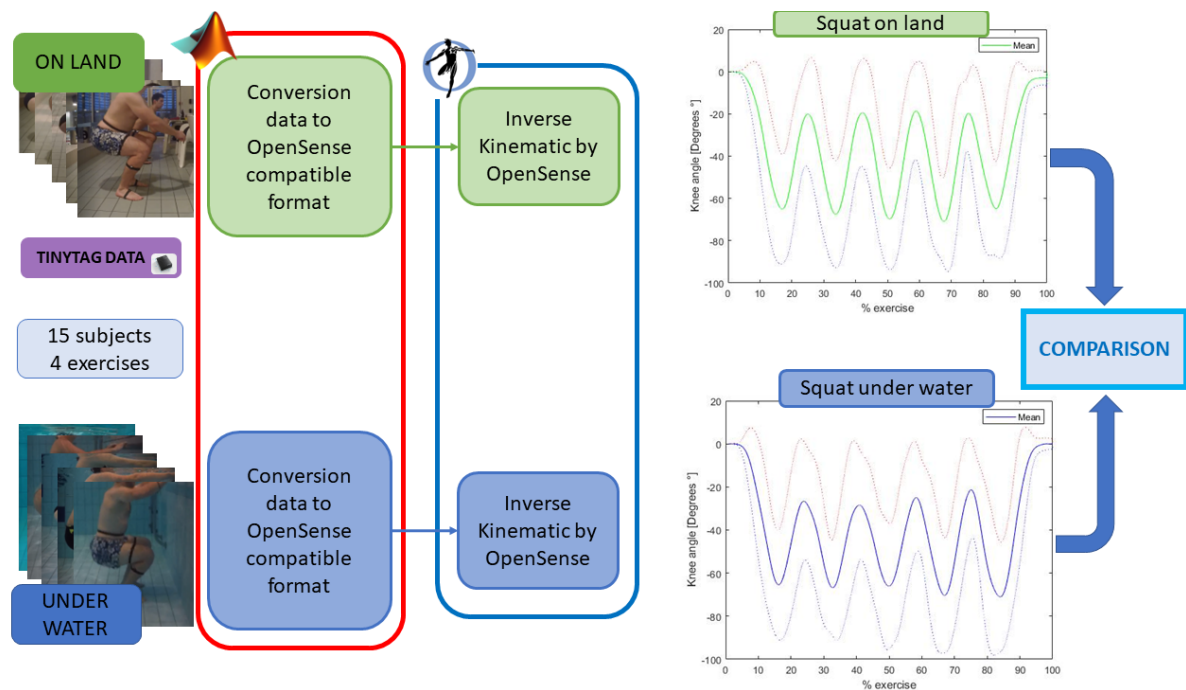 ON LAND
Conversion
data to
OpenSense
compatible
format
Inverse
Kinematic by
OpenSense
TINYTAG DATA
15 subjects
4 exercises
UNDER
WATER
Conversion
data to
OpenSense
compatible
format
Inverse
Kinematic by
OpenSense
Squat on land
Mean
Knee angle [Degrees °]
20
0
-20
-40
-60
-80
-100
0 10 20 30 40 50 60 70 80 90 100
% exercise
Squat under water
Mean
Knee angle [Degrees °]
20
0
-20
-40
-60
-80
-100
0 10 20 30 40 50 60 70 80 90 100
% exercise
COMPARISON